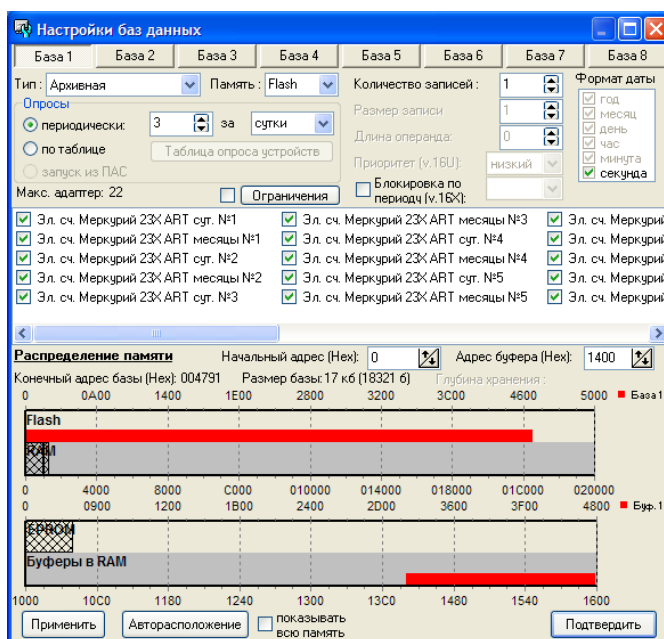 Настройки баз данных
База 1 База 2 База 3 База 4 База 5 База 6 База 7 База 8
Тип : Архивная Память : Flash Количество записей : 1 Формат даты
Опросы
периодически: 3 за сутки Размер записи 1 год
месяц
по таблице Таблица опроса устройств Длина операнда: 0 день
час
запуск из ПАС Приоритет (v.16U): низкий минута
Макс. адаптер: 22 Ограничения Блокировка по периоду (v.16X): секунда
Эл. сч. Меркурий 23X ART сут. №1 Эл. сч. Меркурий 23X ART месяцы №3 Эл. сч. Меркурий
Эл. сч. Меркурий 23X ART месяцы №1 Эл. сч. Меркурий 23X ART сут. №4 Эл. сч. Меркурий
Эл. сч. Меркурий 23X ART сут. №2 Эл. сч. Меркурий 23X ART месяцы №4 Эл. сч. Меркурий
Эл. сч. Меркурий 23X ART месяцы №2 Эл. сч. Меркурий 23X ART сут. №5 Эл. сч. Меркурий
Эл. сч. Меркурий 23X ART сут. №3 Эл. сч. Меркурий 23X ART месяцы №5 Эл. сч. Меркурий
Распределение памяти Начальный адрес (Hex): 0 Адрес буфера (Hex): 1400
Конечный адрес базы (Hex): 004791 Размер базы:17 кб (18321 б) Глубина хранения :
0 0A00 1400 1E00 2800 3200 3C00 4600 5000 База 1
Flash
RAM
0 4000 8000 C000 010000 014000 018000 01C000 020000
0 0900 1200 1B00 2400 2D00 3600 3F00 4800 Буф.1
EPROM
Буферы в RAM
1000 10C0 1180 1240 1300 13C0 1480 1540 1600
Применить Авторасположение показывать всю память Подтвердить